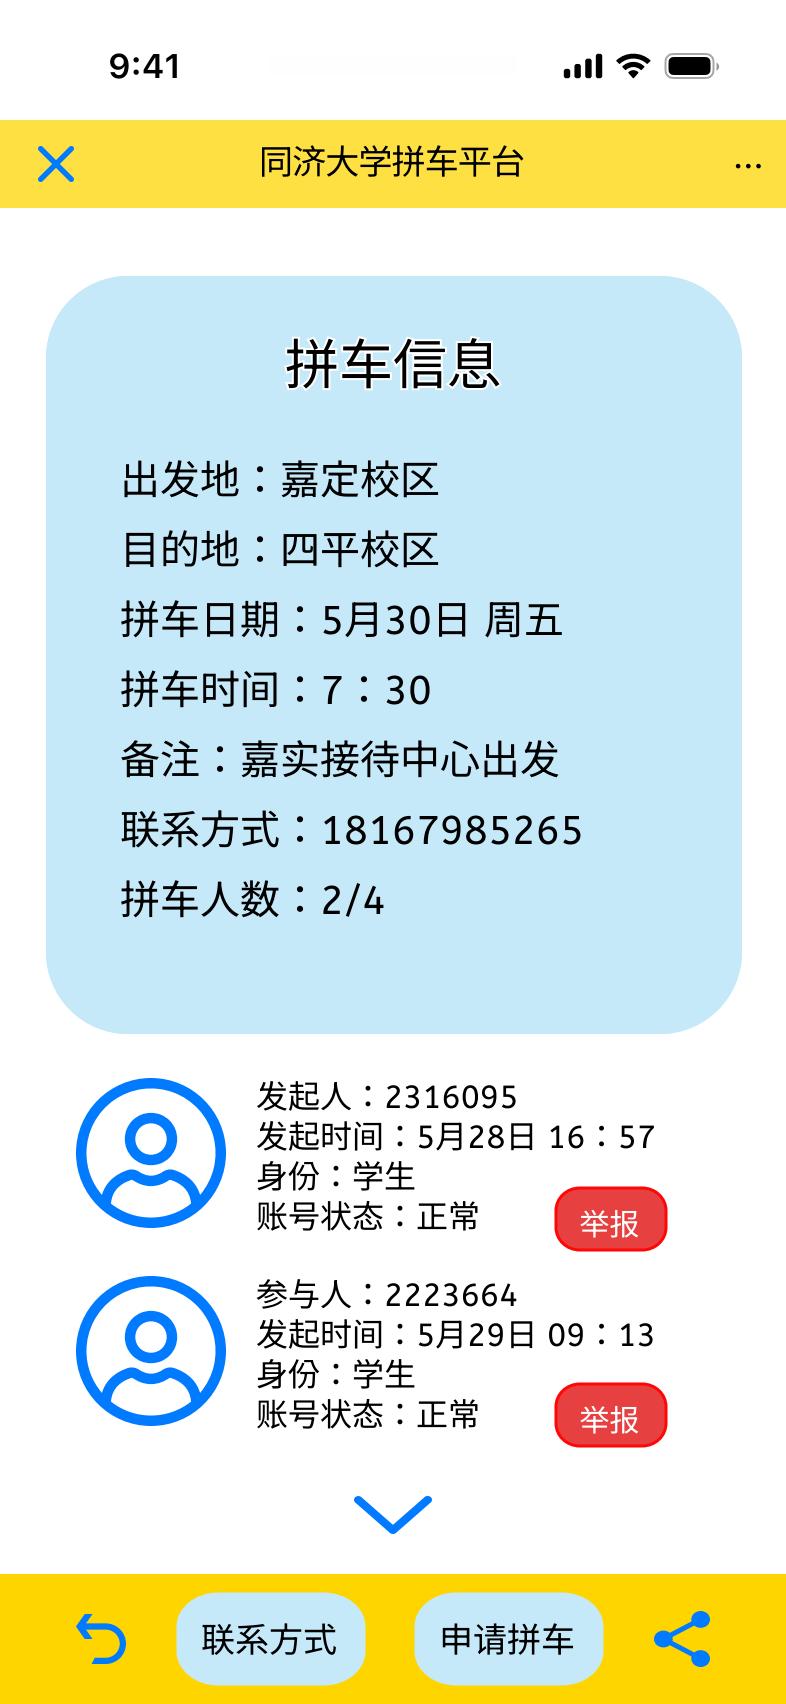 9:41
同济大学拼车平台
...
拼车信息
出发地：嘉定校区
目的地：四平校区
拼车日期：5月30日 周五
拼车时间：7：30
备注：嘉实接待中心出发
联系方式：18167985265
拼车人数：2/4
发起人：2316095
发起时间：5月28日 16：57
身份：学生
账号状态：正常
举报
参与人：2223664
发起时间：5月29日 09：13
身份：学生
账号状态：正常
举报
联系方式
申请拼车